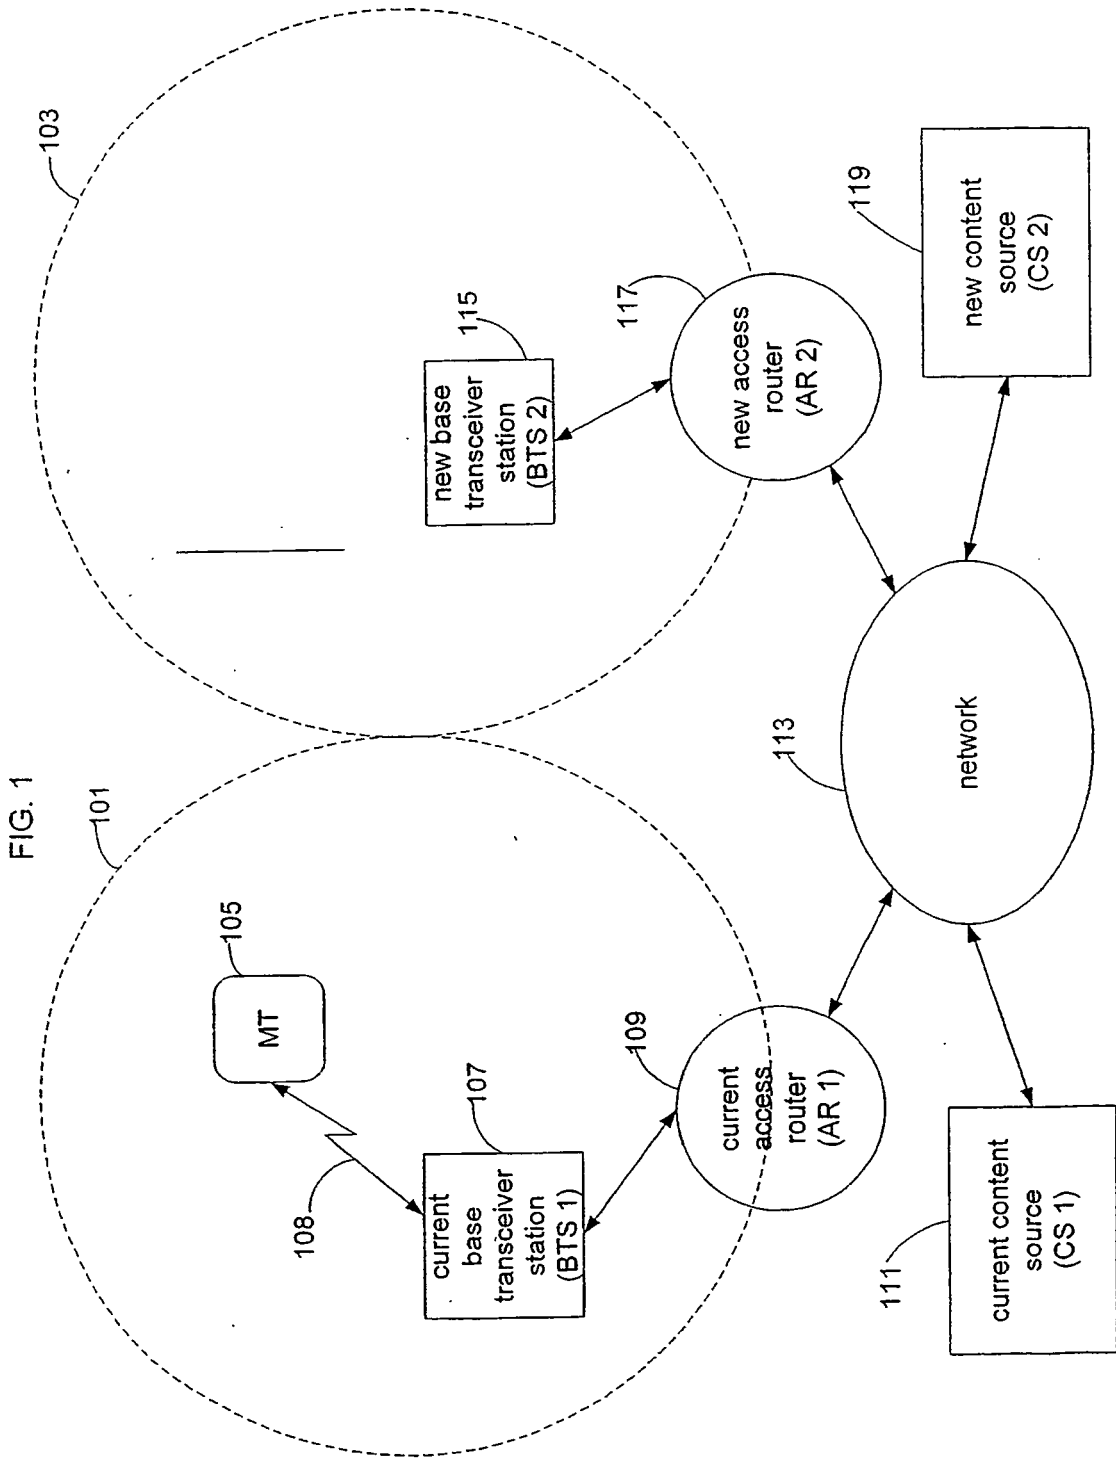 FIG. 1
101
103
105
MT
108
107
current
base
transceiver
station
(BTS 1)
115
new base
transceiver
station
(BTS 2)
109
current
access
router
(AR 1)
117
new access
router
(AR 2)
113
network
111
current content
source
(CS 1)
119
new content
source
(CS 2)